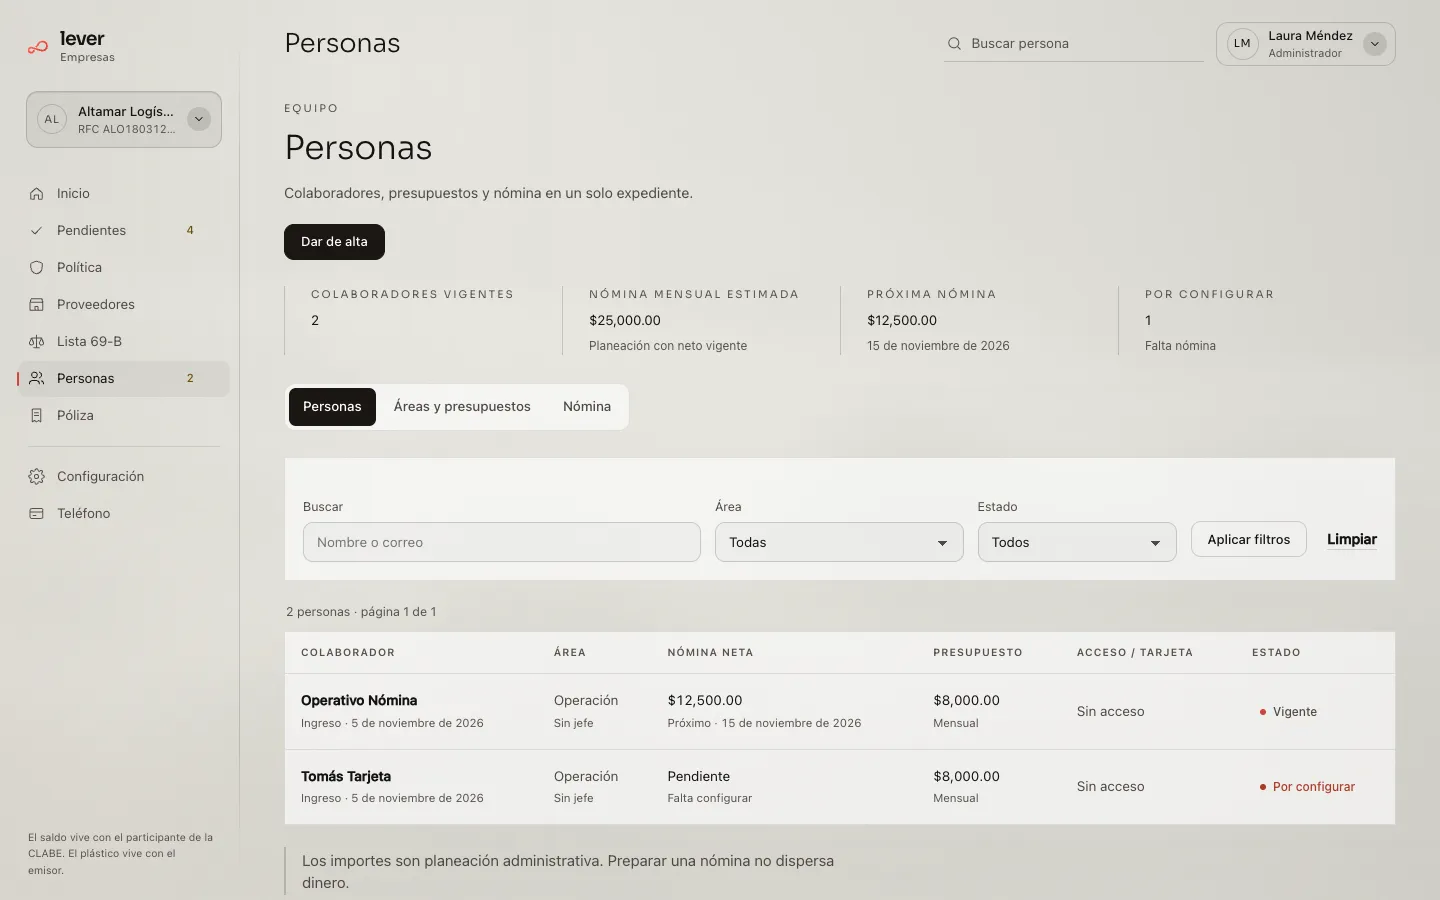 lever
Empresas
AL
Altamar Logís...
RFC ALO180312...
Inicio
Pendientes 4
Política
Proveedores
Lista 69-B
Personas 2
Póliza
Configuración
Teléfono
El saldo vive con el participante de la
CLABE. El plástico vive con el
emisor.
Personas
Buscar persona
LM
Laura Méndez
Administrador
EQUIPO
Personas
Colaboradores, presupuestos y nómina en un solo expediente.
Dar de alta
COLABORADORES VIGENTES
2
NÓMINA MENSUAL ESTIMADA
$25,000.00
Planeación con neto vigente
PRÓXIMA NÓMINA
$12,500.00
15 de noviembre de 2026
POR CONFIGURAR
1
Falta nómina
Personas Áreas y presupuestos Nómina
Buscar
Nombre o correo
Área
Todas
Estado
Todos
Aplicar filtros
Limpiar
2 personas · página 1 de 1
COLABORADOR ÁREA NÓMINA NETA PRESUPUESTO ACCESO / TARJETA ESTADO
Operativo Nómina Operación $12,500.00 $8,000.00 Sin acceso Vigente
Ingreso · 5 de noviembre de 2026 Sin jefe Próximo · 15 de noviembre de 2026 Mensual
Tomás Tarjeta Operación Pendiente $8,000.00 Sin acceso Por configurar
Ingreso · 5 de noviembre de 2026 Sin jefe Falta configurar Mensual
Los importes son planeación administrativa. Preparar una nómina no dispersa
dinero.